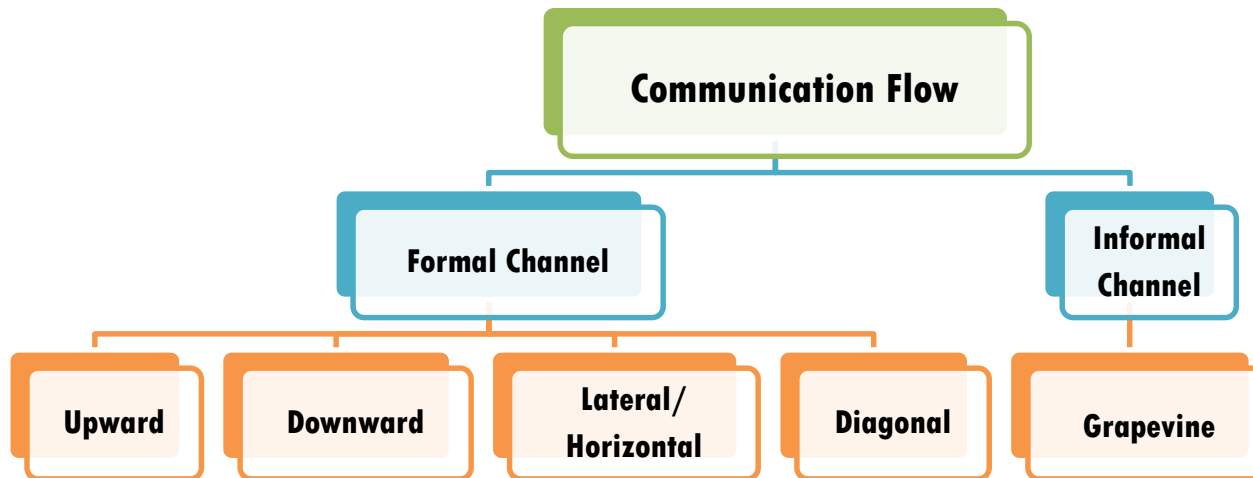 Communication Flow
Formal Channel
Informal
Channel
Upward
Downward
Lateral/
Horizontal
Diagonal
Grapevine